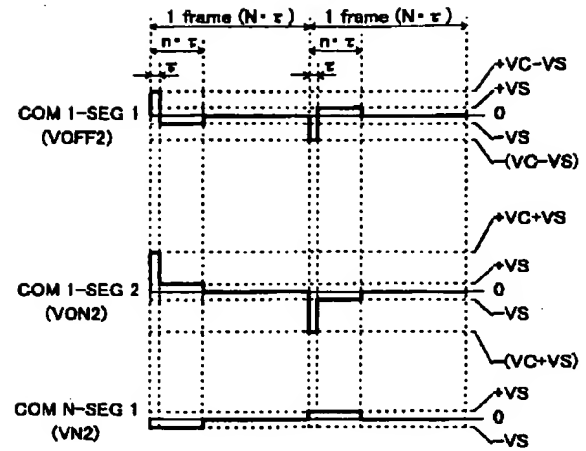 1 frame (N・τ) 1 frame (N・τ)
n・τ n・τ
τ τ
+VC−VS
+VS
COM 1−SEG 1 0
(VOFF2)
−VS
−(VC−VS)
+VC+VS
+VS
COM 1−SEG 2 0
(VON2)
−VS
−(VC+VS)
+VS
COM N−SEG 1 0
(VN2)
−VS